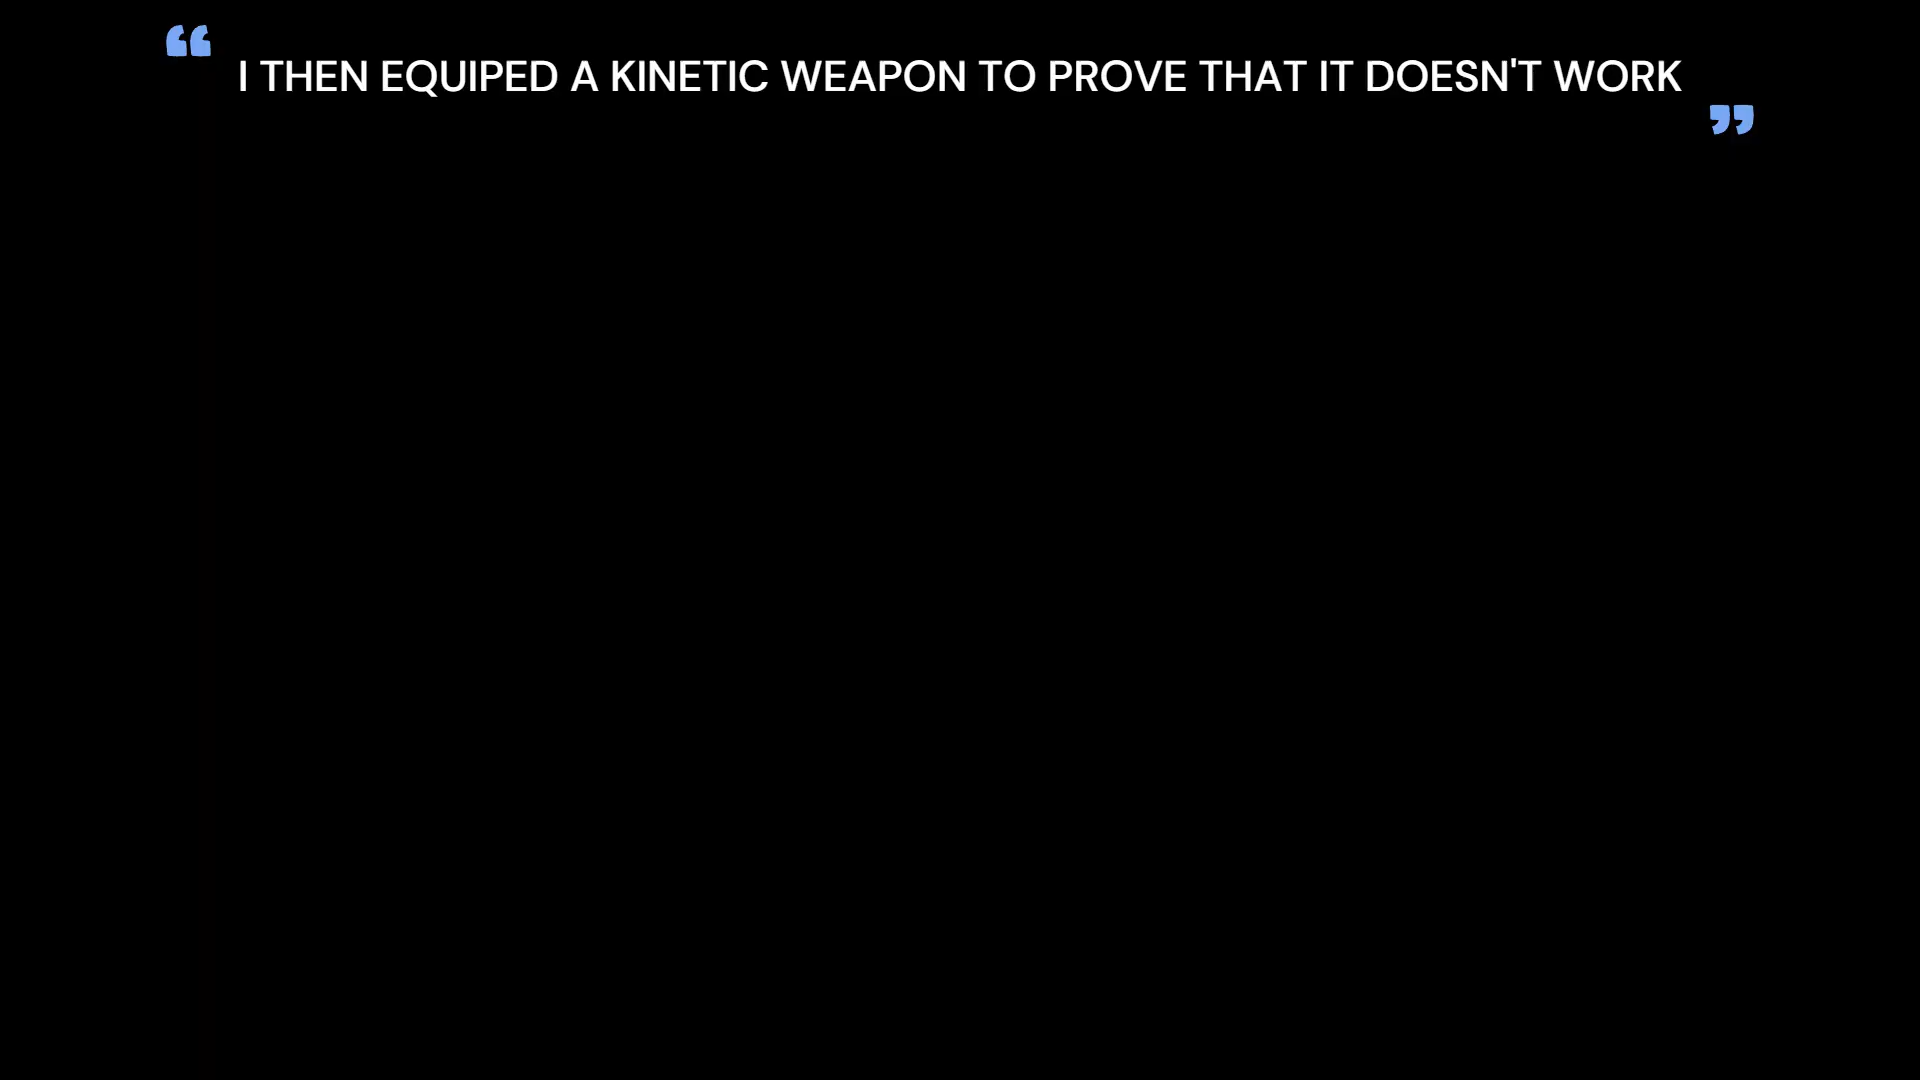 “ I THEN EQUIPED A KINETIC WEAPON TO PROVE THAT IT DOESN'T WORK ”